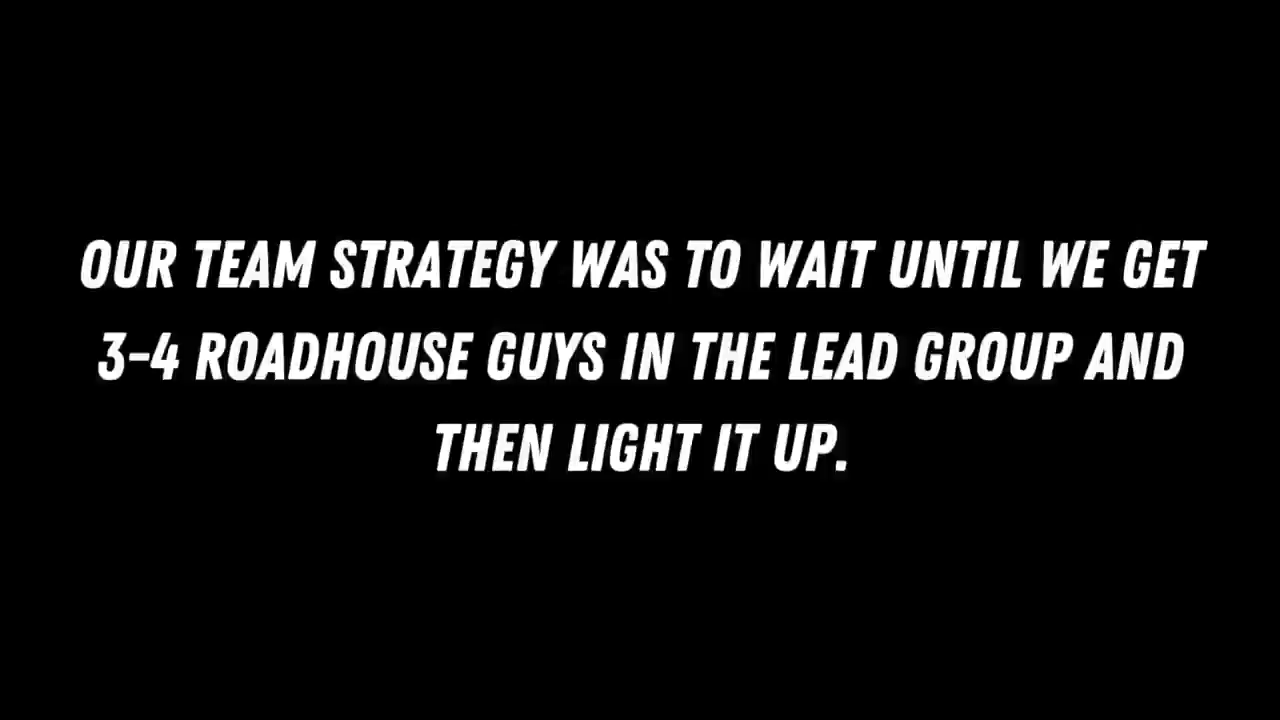 OUR TEAM STRATEGY WAS TO WAIT UNTIL WE GET
3-4 ROADHOUSE GUYS IN THE LEAD GROUP AND
THEN LIGHT IT UP.